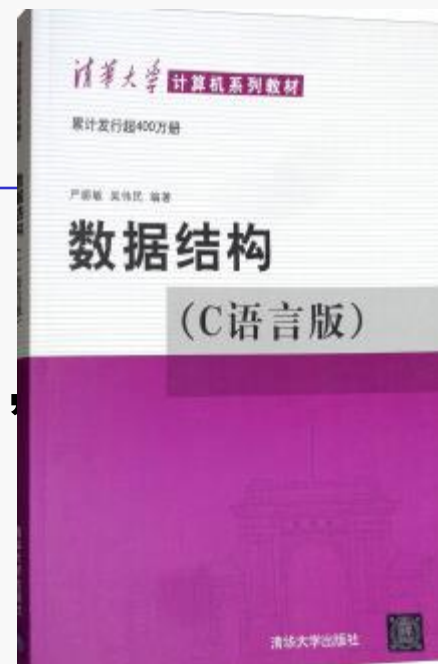 清华大学 计算机系列教材
累计发行超400万册
严蔚敏 吴伟民 编著
数据结构
（C语言版）
清华大学出版社